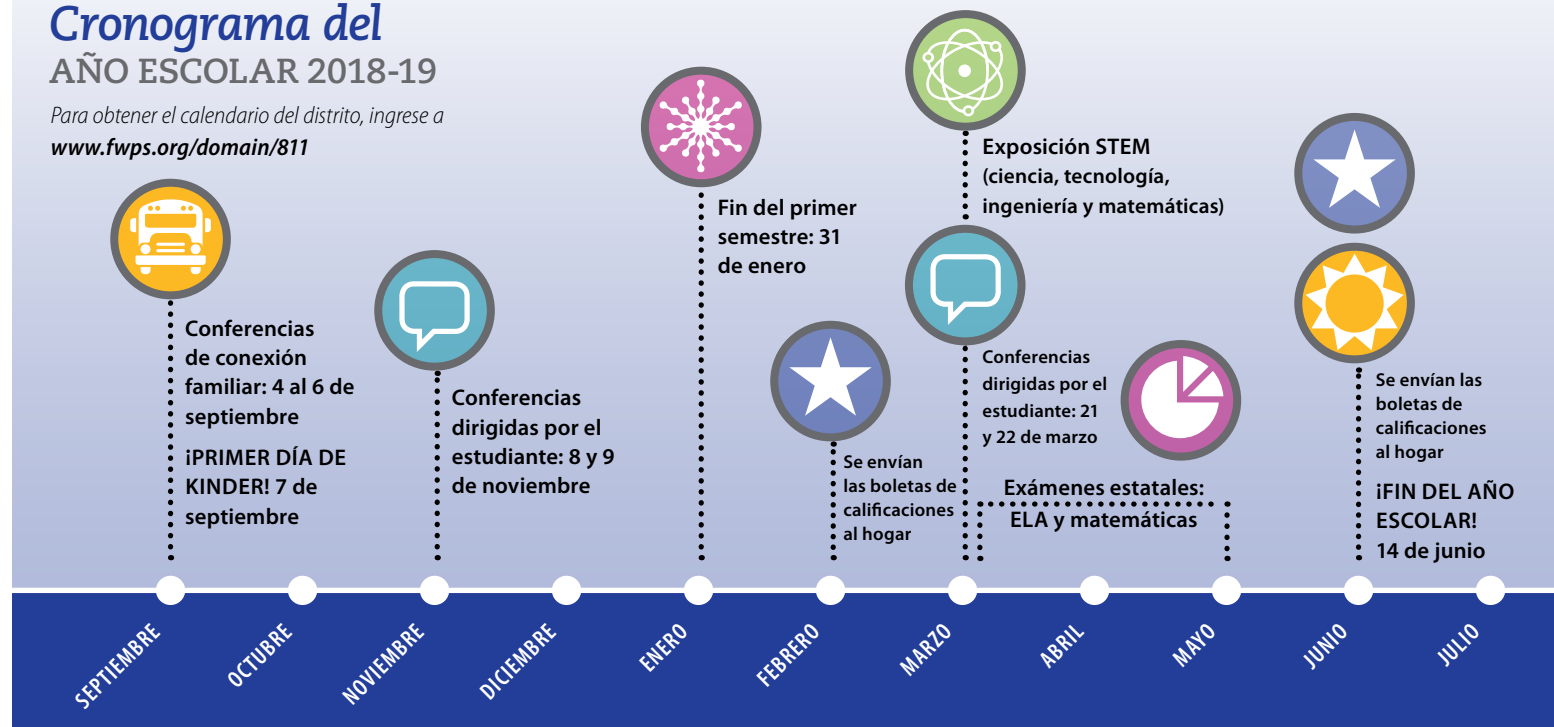 Cronograma del
AÑO ESCOLAR 2018-19
Para obtener el calendario del distrito, ingrese a
www.fwps.org/domain/811
Conferencias
de conexión
familiar: 4 al 6 de
septiembre
¡PRIMER DÍA DE
KINDER! 7 de
septiembre
Conferencias
dirigidas por el
estudiante: 8 y 9
de noviembre
Fin del primer
semestre: 31
de enero
Se envían
las boletas de
calificaciones
al hogar
Exposición STEM
(ciencia, tecnología,
ingeniería y matemáticas)
Conferencias
dirigidas por el
estudiante: 21
y 22 de marzo
Exámenes estatales:
ELA y matemáticas
Se envían las
boletas de
calificaciones
al hogar
¡FIN DEL AÑO
ESCOLAR!
14 de junio
SEPTIEMBRE
OCTUBRE
NOVIEMBRE
DICIEMBRE
ENERO
FEBRERO
MARZO
ABRIL
MAYO
JUNIO
JULIO